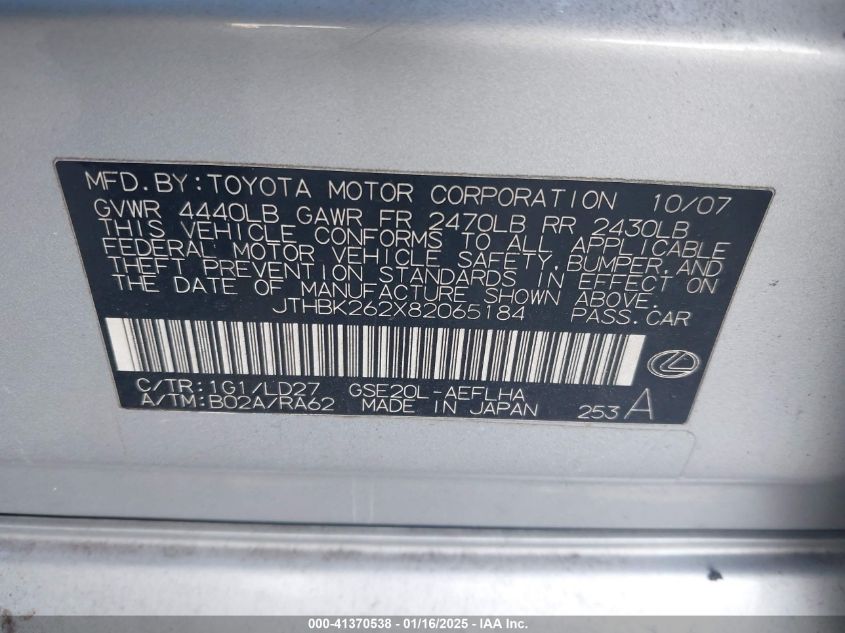 MFD.BY:TOYOTA MOTOR CORPORATION 10/07
GVWR 4440LB GAWR FR 2470LB RR 2430LB
THIS VEHICLE CONFORMS TO ALL APPLICABLE
FEDERAL MOTOR VEHICLE SAFETY,BUMPER,AND
THEFT PREVENTION STANDARDS IN EFFECT ON
THE DATE OF MANUFACTURE SHOWN ABOVE.
JTHBK262X82065184 PASS.CAR
C/TR:1G1/LD27 GSE20L-AEFLHA
A/TM:B02A/RA62 MADE IN JAPAN 253 A
000-41370538 - 01/16/2025 - IAA Inc.